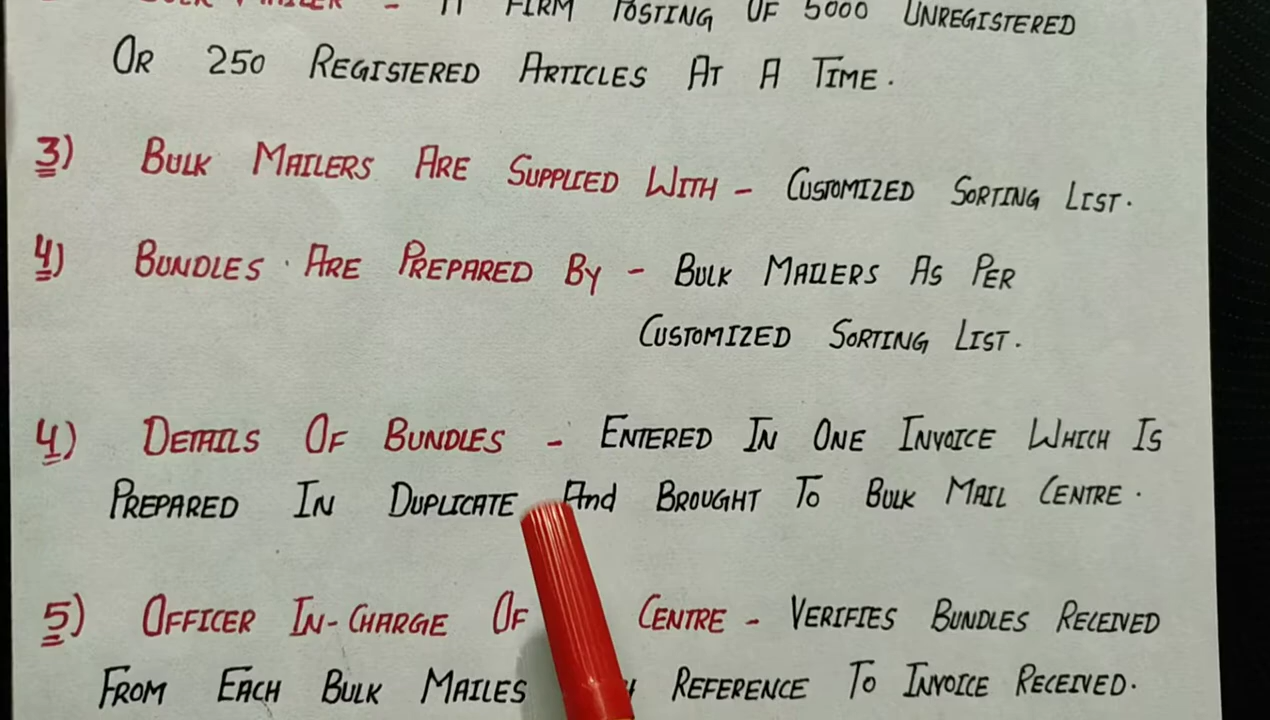 BULK MAILER - A FIRM POSTING OF 5000 UNREGISTERED
OR 250 REGISTERED ARTICLES AT A TIME.
3) BULK MAILERS ARE SUPPLIED WITH - CUSTOMIZED SORTING LIST.
4) BUNDLES ARE PREPARED BY - BULK MAILERS AS PER
CUSTOMIZED SORTING LIST.
4) DETAILS OF BUNDLES - ENTERED IN ONE INVOICE WHICH IS
PREPARED IN DUPLICATE And BROUGHT TO BULK MAIL CENTRE.
5) OFFICER IN-CHARGE OF CENTRE - VERIFIES BUNDLES RECEIVED
FROM EACH BULK MAILES REFERENCE TO INVOICE RECEIVED.